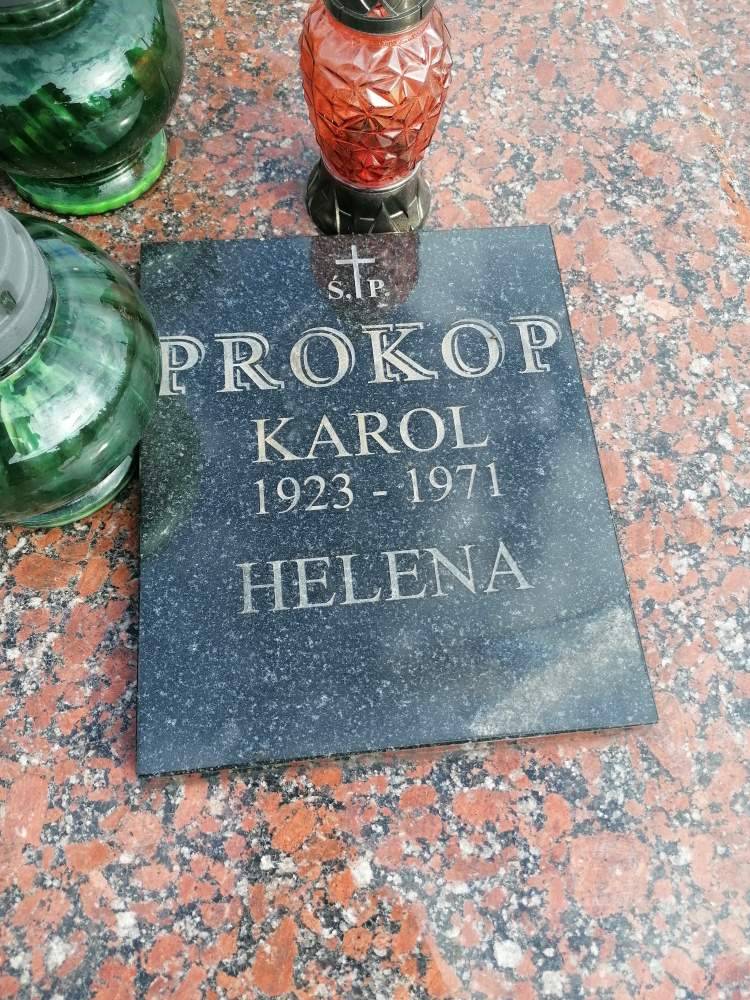 Ś. P.
PROKOP
KAROL
1923 - 1971
HELENA